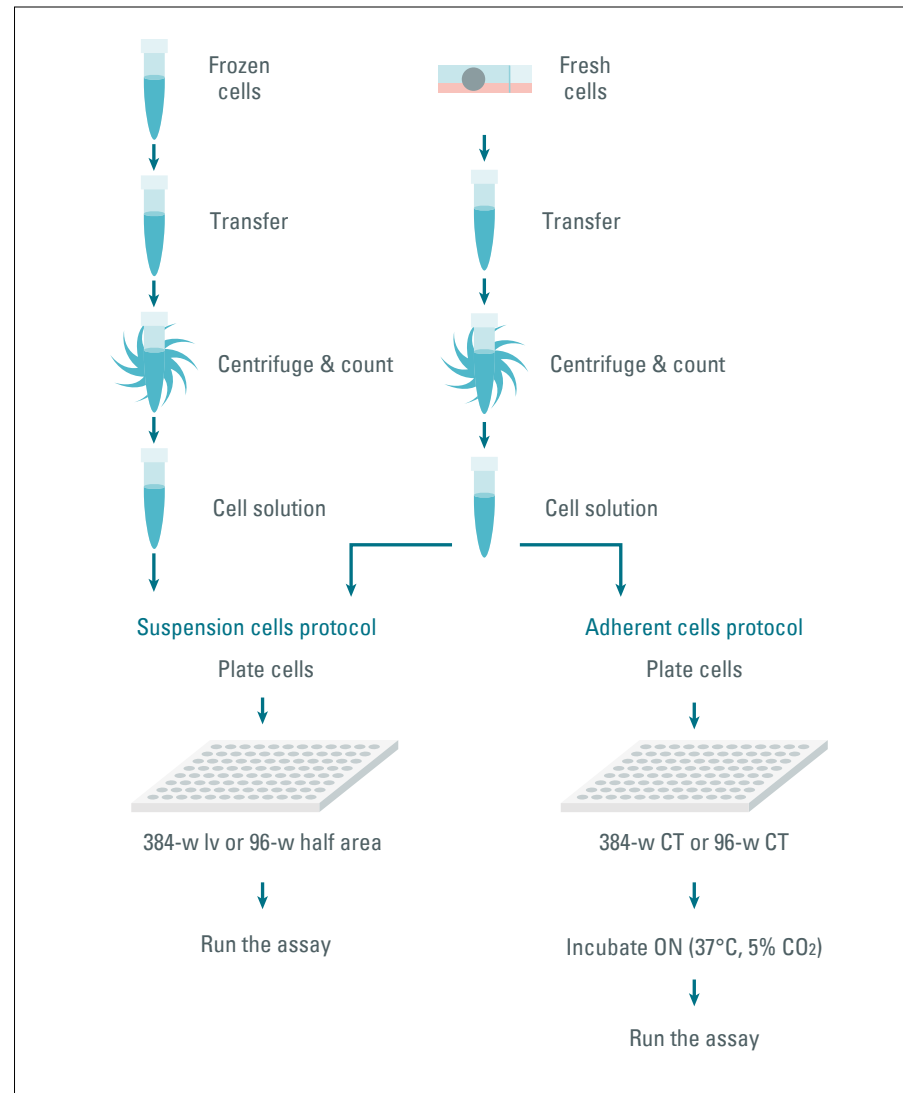 Frozen
cells
Fresh
cells
Transfer
Transfer
Centrifuge & count
Centrifuge & count
Cell solution
Cell solution
Suspension cells protocol
Adherent cells protocol
Plate cells
Plate cells
384-w lv or 96-w half area
384-w CT or 96-w CT
Run the assay
Incubate ON (37°C, 5% CO₂)
Run the assay